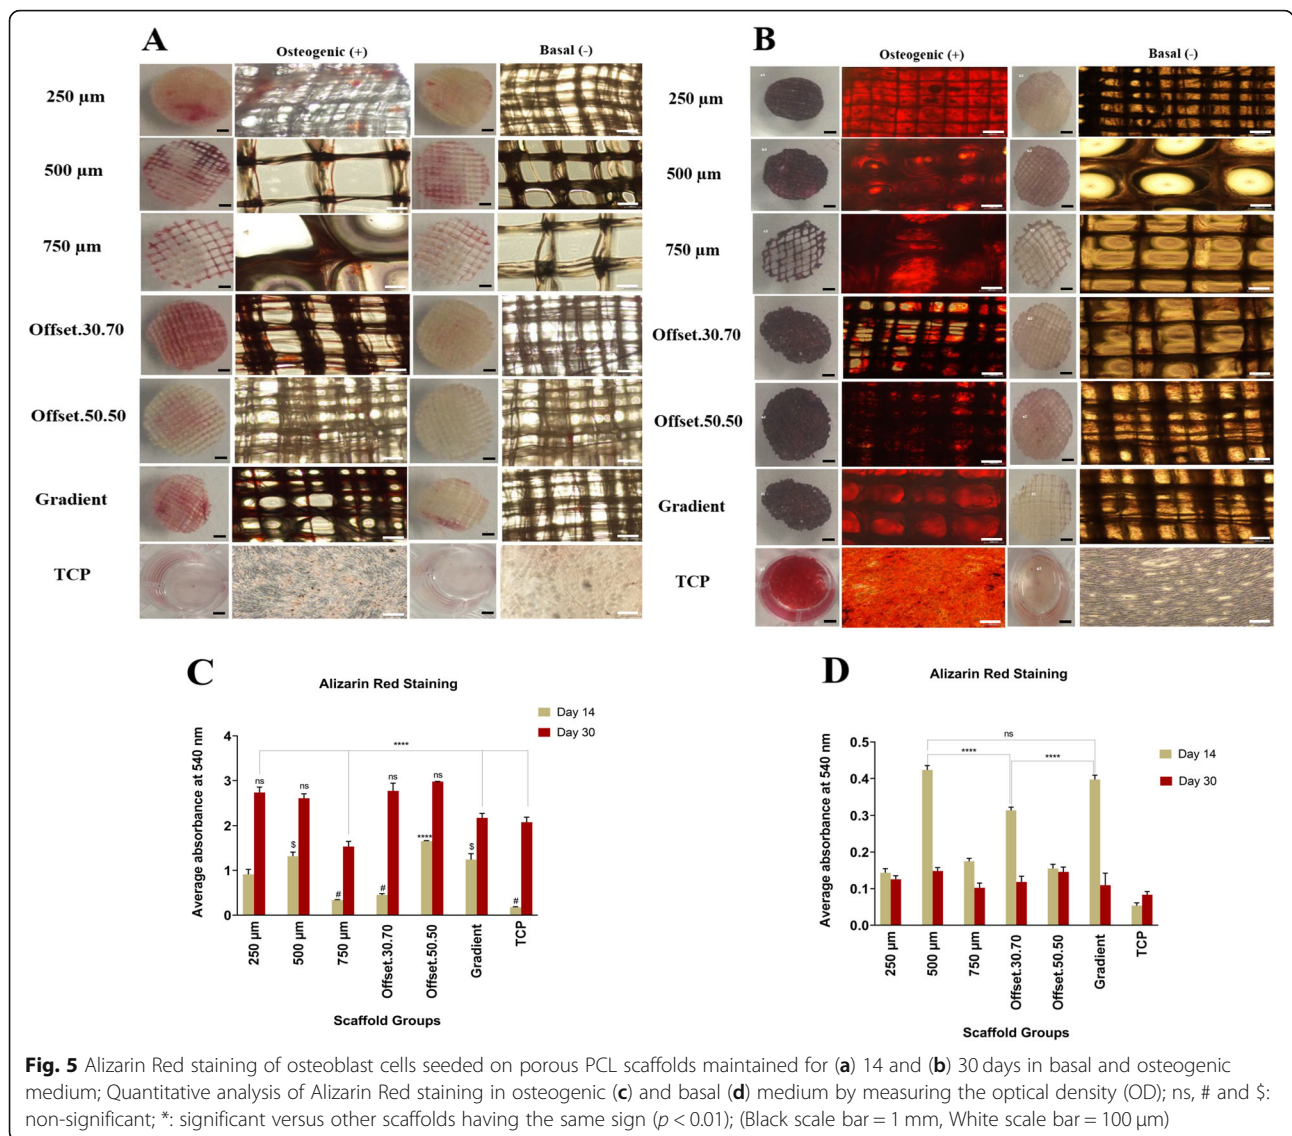 A
Osteogenic (+)
Basal (-)
250 µm
500 µm
750 µm
Offset.30.70
Offset.50.50
Gradient
TCP
B
Osteogenic (+)
Basal (-)
250 µm
500 µm
750 µm
Offset.30.70
Offset.50.50
Gradient
TCP
C
Alizarin Red Staining
Day 14
Day 30
Average absorbance at 540 nm
4
3
2
1
0
ns
ns
ns
ns
****
$
#
#
****
$
#
250 µm
500 µm
750 µm
Offset.30.70
Offset.50.50
Gradient
TCP
Scaffold Groups
D
Alizarin Red Staining
Day 14
Day 30
Average absorbance at 540 nm
0.5
0.4
0.3
0.2
0.1
0.0
ns
****
****
250 µm
500 µm
750 µm
Offset.30.70
Offset.50.50
Gradient
TCP
Scaffold Groups
Fig. 5 Alizarin Red staining of osteoblast cells seeded on porous PCL scaffolds maintained for (a) 14 and (b) 30 days in basal and osteogenic
medium; Quantitative analysis of Alizarin Red staining in osteogenic (c) and basal (d) medium by measuring the optical density (OD); ns, # and $:
non-significant; *: significant versus other scaffolds having the same sign (p < 0.01); (Black scale bar = 1 mm, White scale bar = 100 µm)